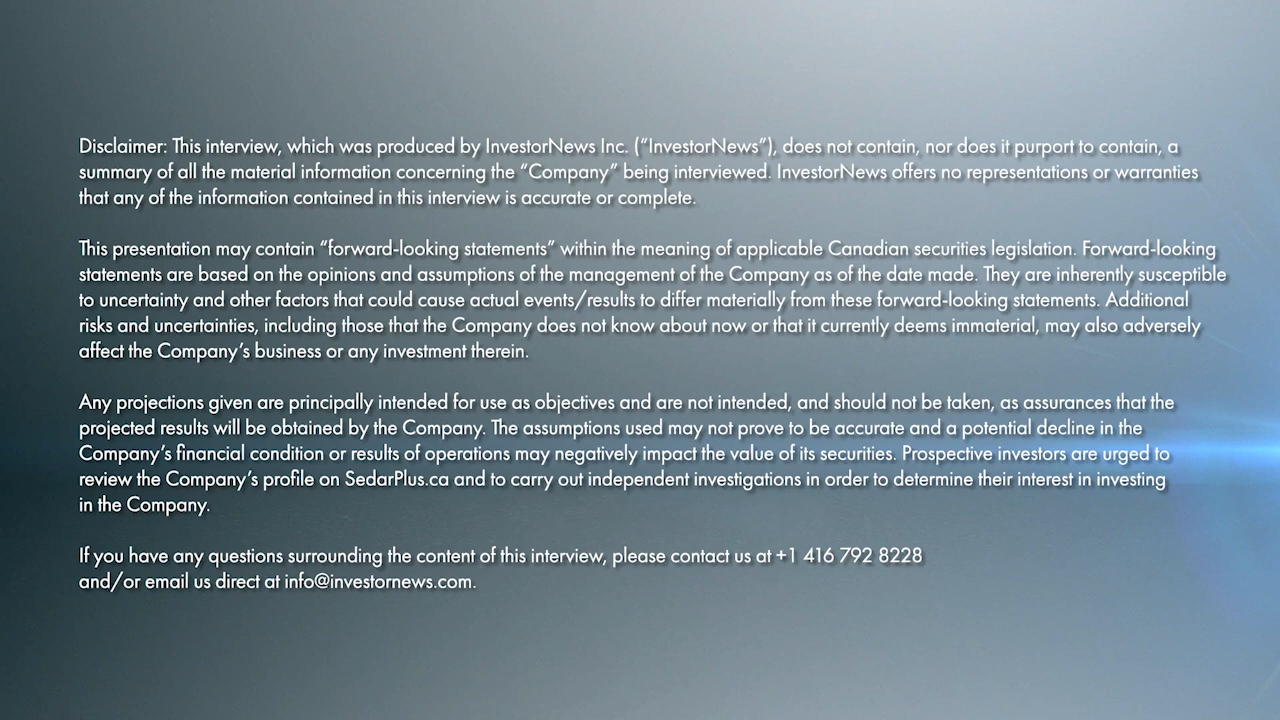 Disclaimer: This interview, which was produced by InvestorNews Inc. (“InvestorNews”), does not contain, nor does it purport to contain, a
summary of all the material information concerning the “Company” being interviewed. InvestorNews offers no representations or warranties
that any of the information contained in this interview is accurate or complete.
This presentation may contain “forward-looking statements” within the meaning of applicable Canadian securities legislation. Forward-looking
statements are based on the opinions and assumptions of the management of the Company as of the date made. They are inherently susceptible
to uncertainty and other factors that could cause actual events/results to differ materially from these forward-looking statements. Additional
risks and uncertainties, including those that the Company does not know about now or that it currently deems immaterial, may also adversely
affect the Company’s business or any investment therein.
Any projections given are principally intended for use as objectives and are not intended, and should not be taken, as assurances that the
projected results will be obtained by the Company. The assumptions used may not prove to be accurate and a potential decline in the
Company’s financial condition or results of operations may negatively impact the value of its securities. Prospective investors are urged to
review the Company’s profile on SedarPlus.ca and to carry out independent investigations in order to determine their interest in investing
in the Company.
If you have any questions surrounding the content of this interview, please contact us at +1 416 792 8228
and/or email us direct at info@investornews.com.